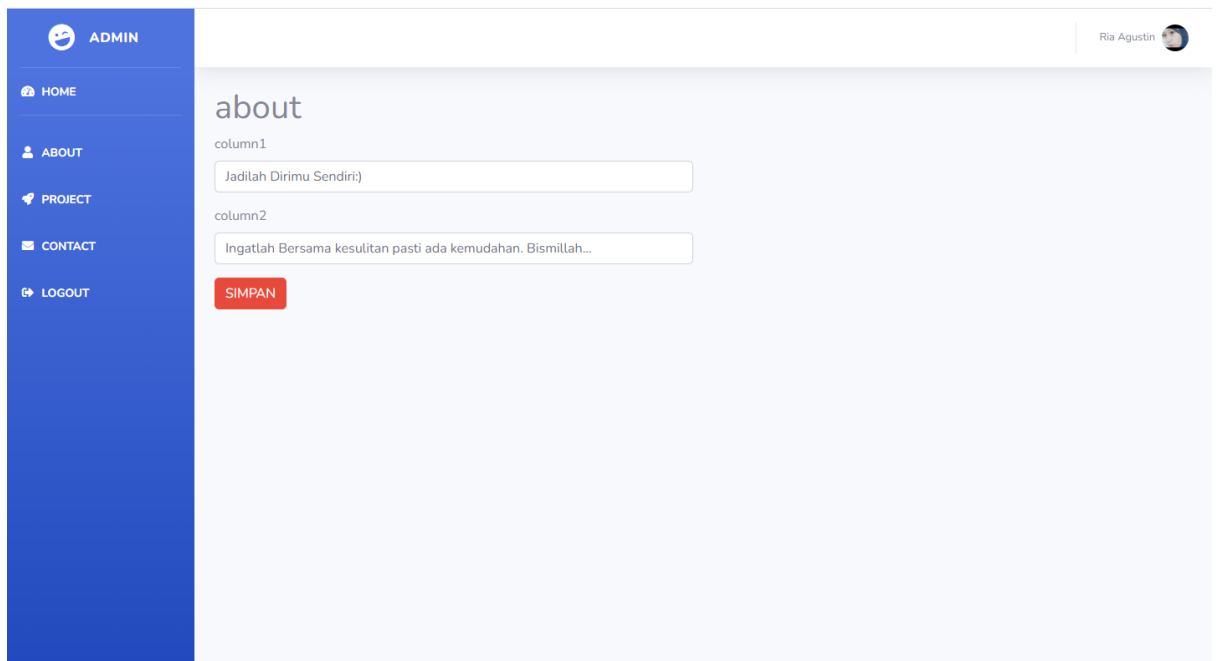 ADMIN
Ria Agustin
HOME
ABOUT
PROJECT
CONTACT
LOGOUT
about
column1
Jadilah Dirimu Sendiri:)
column2
Ingatlah Bersama kesulitan pasti ada kemudahan. Bismillah...
SIMPAN